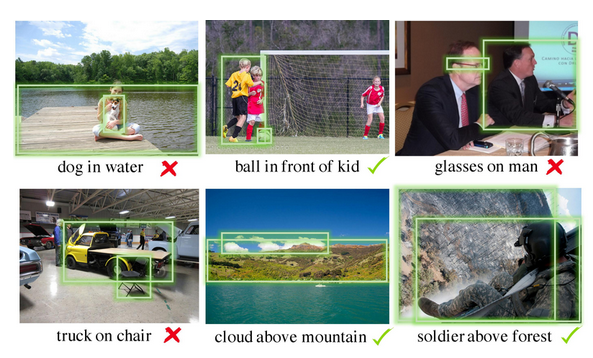 dog in water
ball in front of kid
glasses on man
truck on chair
cloud above mountain
soldier above forest